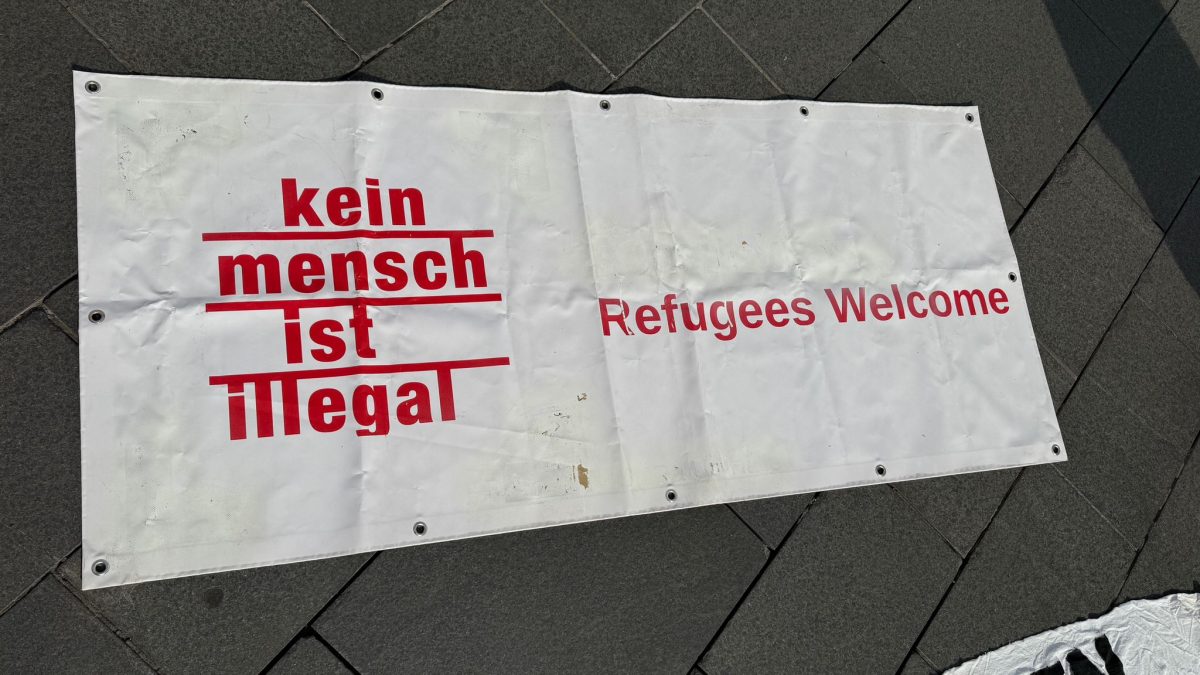 kein
mensch
ist
illegal
Refugees Welcome